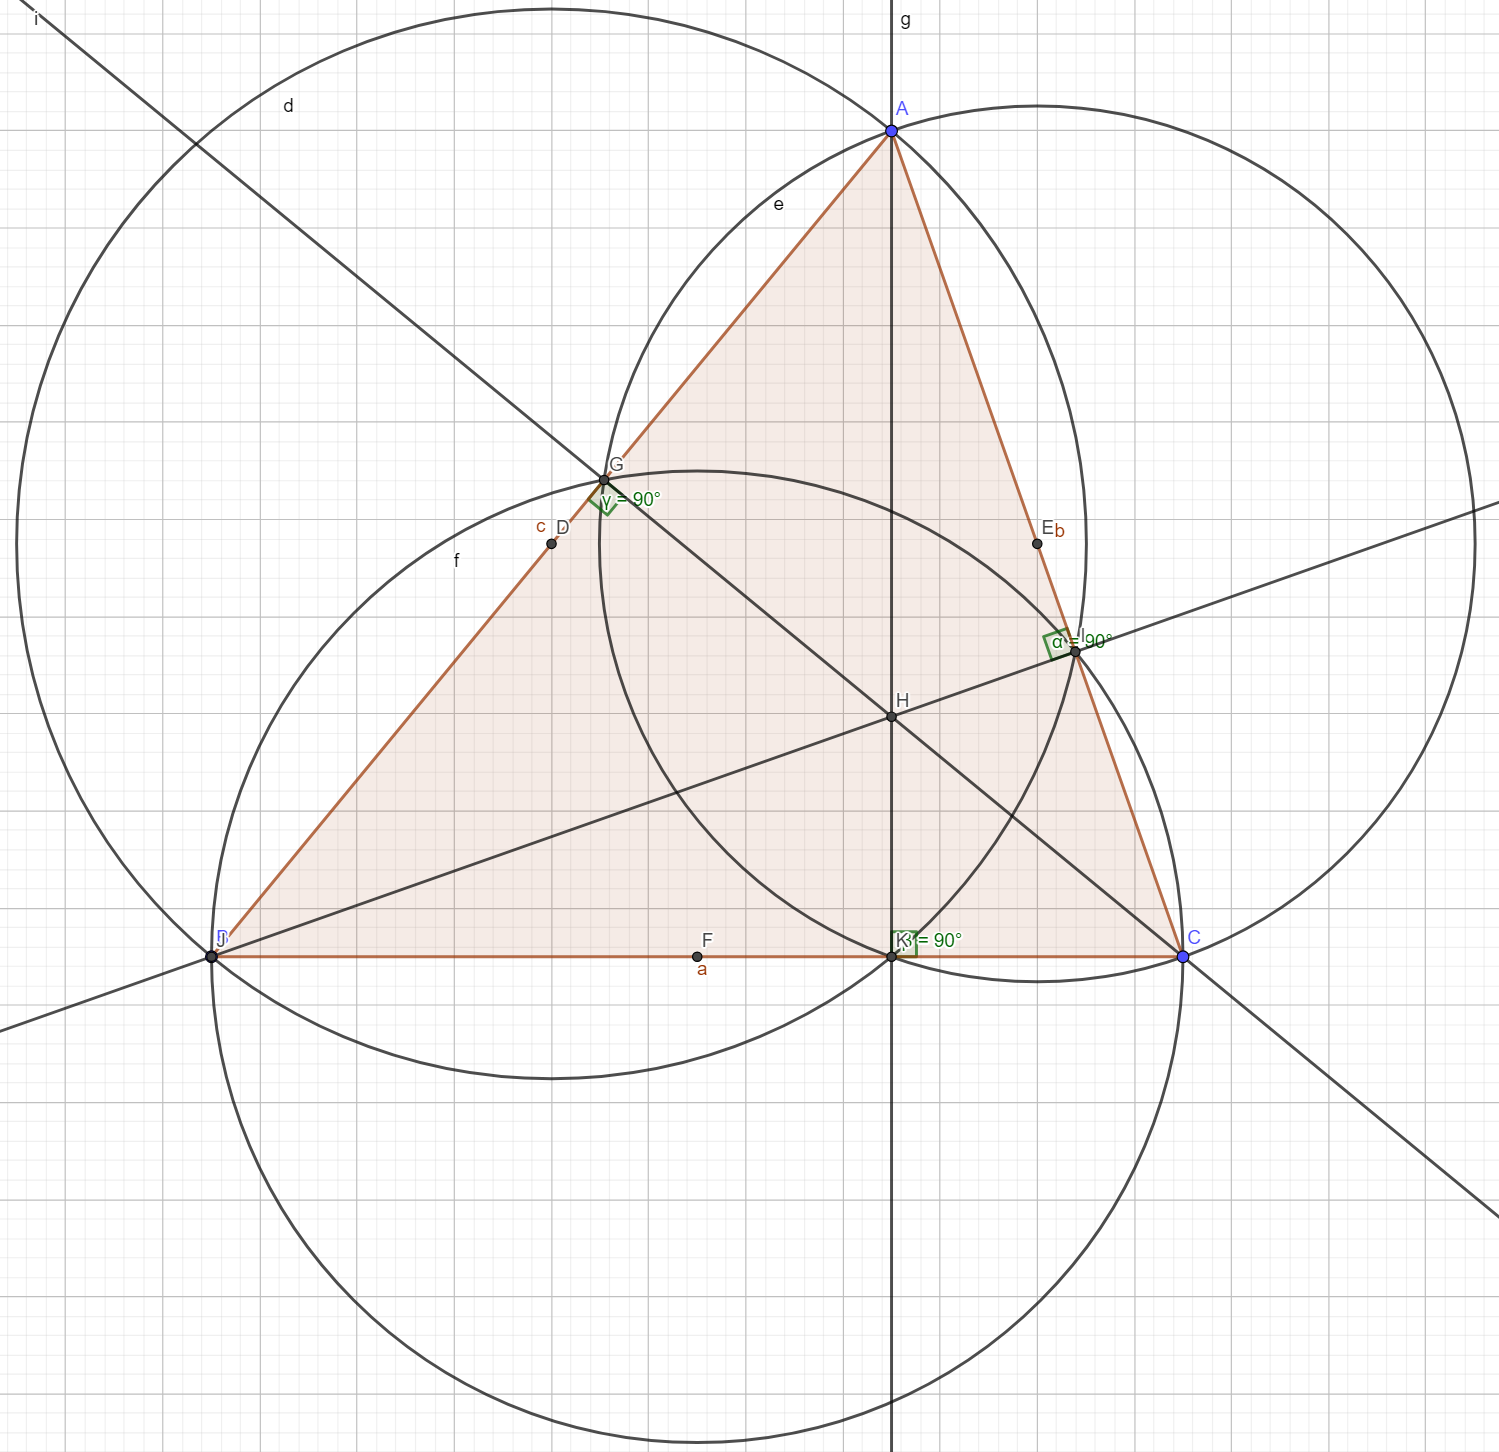 i
g
d
A
e
G
γ = 90°
c
D
E
b
f
I
α = 90°
H
J
K
= 90°
F
C
a